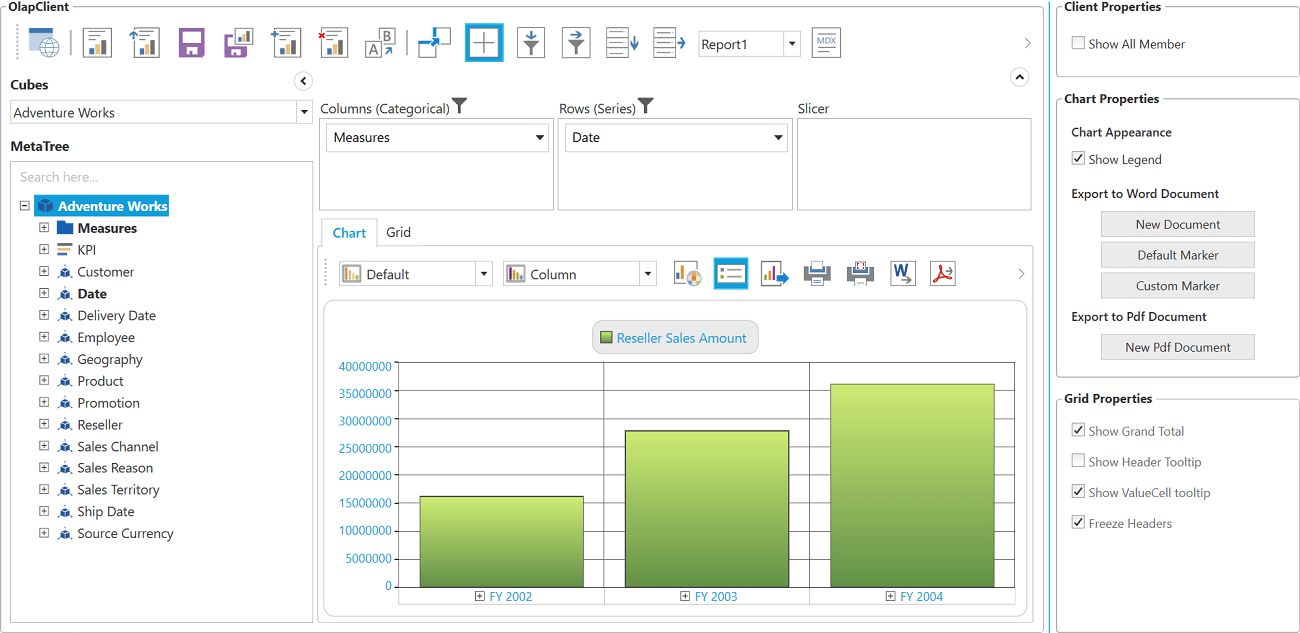 OlapClient
A B
Report1
MDX
Cubes
Adventure Works
MetaTree
Search here...
Adventure Works
Measures
KPI
Customer
Date
Delivery Date
Employee
Geography
Product
Promotion
Reseller
Sales Channel
Sales Reason
Sales Territory
Ship Date
Source Currency
Columns (Categorical)
Measures
Rows (Series)
Date
Slicer
Chart
Grid
Default
Column
W
Reseller Sales Amount
40000000
35000000
30000000
25000000
20000000
15000000
10000000
5000000
0
FY 2002
FY 2003
FY 2004
Client Properties
Show All Member
Chart Properties
Chart Appearance
Show Legend
Export to Word Document
New Document
Default Marker
Custom Marker
Export to Pdf Document
New Pdf Document
Grid Properties
Show Grand Total
Show Header Tooltip
Show ValueCell tooltip
Freeze Headers